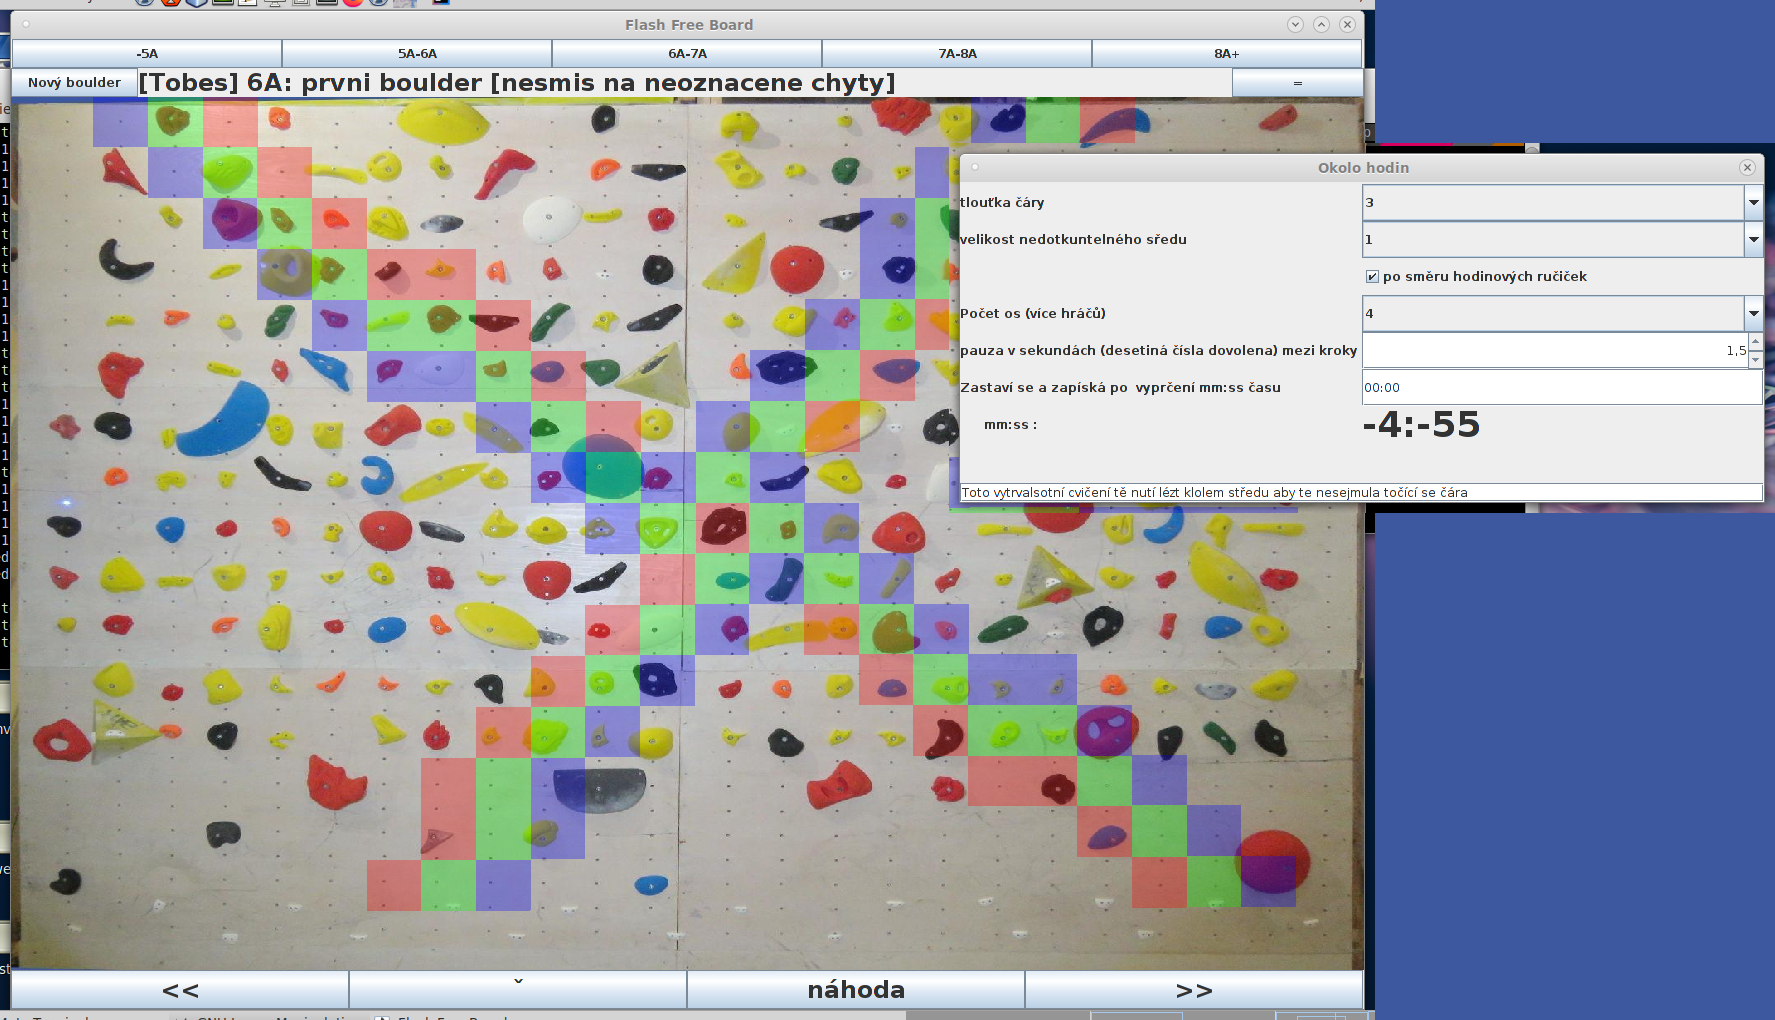 Flash Free Board
-5A
5A-6A
6A-7A
7A-8A
8A+
Nový boulder
[Tobes] 6A: prvni boulder [nesmis na neoznacene chyty]
=
Okolo hodin
tlouťka čáry
3
velikost nedotkuntelného sředu
1
po směru hodinových ručiček
Počet os (více hráčů)
4
pauza v sekundách (desetiná čísla dovolena) mezi kroky
1,5
Zastaví se a zapíská po vyprčení mm:ss času
00:00
mm:ss :
-4:-55
Toto vytrvalsotní cvičení tě nutí lézt klolem středu aby te nesejmula točící se čára
<<
ˇ
náhoda
>>